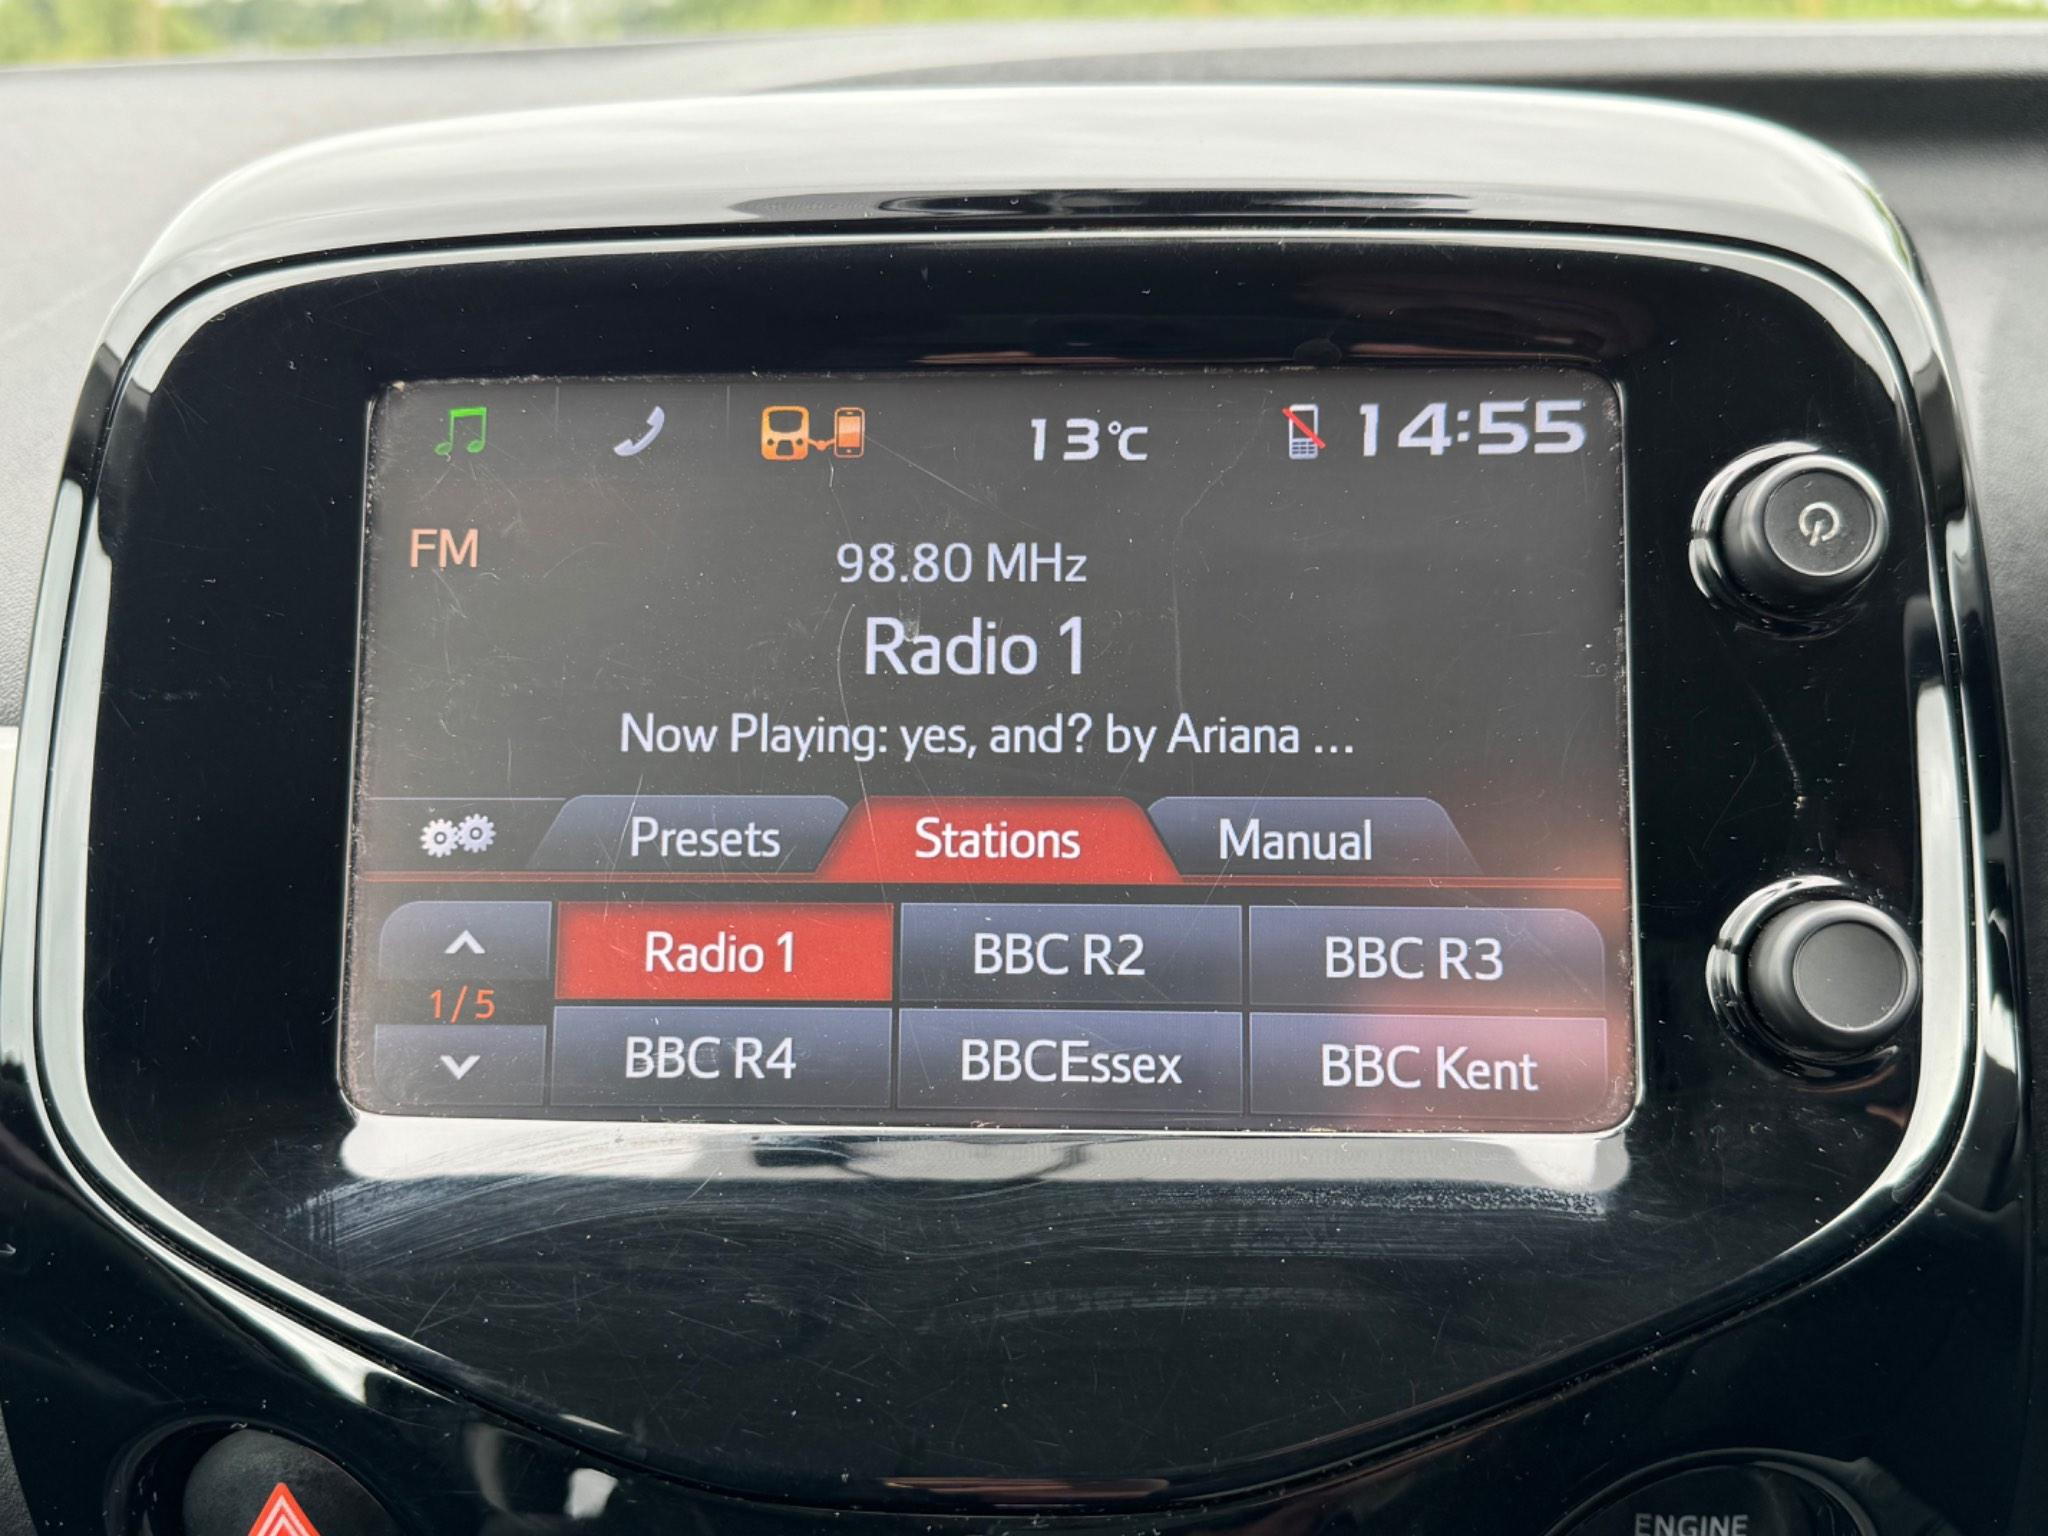 13°C 14:55
FM
98.80 MHz
Radio 1
Now Playing: yes, and? by Ariana ...
Presets Stations Manual
Radio 1 BBC R2 BBC R3
1/5
BBC R4 BBCEssex BBC Kent
ENGINE